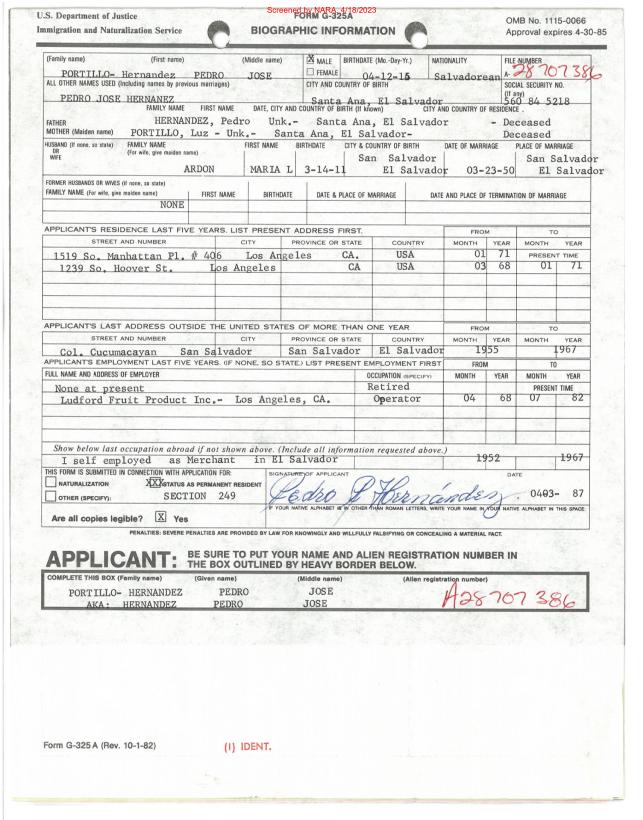 Screened by NARA, 4/18/2023
U.S. Department of Justice
Immigration and Naturalization Service
FORM G-325A
BIOGRAPHIC INFORMATION
OMB No. 1115-0066
Approval expires 4-30-85
(Family name) (First name) (Middle name) X MALE FEMALE BIRTHDATE (Mo.-Day-Yr.) NATIONALITY FILE NUMBER
PORTILLO- Hernandez PEDRO JOSE 04-12-15 Salvadorean A- 28 707 386
ALL OTHER NAMES USED (Including names by previous marriages) CITY AND COUNTRY OF BIRTH SOCIAL SECURITY NO. (If any)
PEDRO JOSE HERNANEZ Santa Ana, El Salvador 560 84 5218
FAMILY NAME FIRST NAME DATE, CITY AND COUNTRY OF BIRTH (If known) CITY AND COUNTRY OF RESIDENCE .
FATHER HERNANDEZ, Pedro Unk.- Santa Ana, El Salvador - Deceased
MOTHER (Maiden name) PORTILLO, Luz - Unk.- Santa Ana, El Salvador- Deceased
HUSBAND (If none, so state) OR WIFE FAMILY NAME (For wife, give maiden name) FIRST NAME BIRTHDATE CITY & COUNTRY OF BIRTH DATE OF MARRIAGE PLACE OF MARRIAGE
San Salvador San Salvador
ARDON MARIA L 3-14-11 El Salvador 03-23-50 El Salvador
FORMER HUSBANDS OR WIVES (If none, so state)
FAMILY NAME (For wife, give maiden name) FIRST NAME BIRTHDATE DATE & PLACE OF MARRIAGE DATE AND PLACE OF TERMINATION OF MARRIAGE
NONE
APPLICANT'S RESIDENCE LAST FIVE YEARS. LIST PRESENT ADDRESS FIRST. FROM TO
STREET AND NUMBER CITY PROVINCE OR STATE COUNTRY MONTH YEAR MONTH YEAR
1519 So. Manhattan Pl. # 406 Los Angeles CA. USA 01 71 PRESENT TIME
1239 So. Hoover St. Los Angeles CA USA 03 68 01 71
APPLICANT'S LAST ADDRESS OUTSIDE THE UNITED STATES OF MORE THAN ONE YEAR FROM TO
STREET AND NUMBER CITY PROVINCE OR STATE COUNTRY MONTH YEAR MONTH YEAR
Col. Cucumacayan San Salvador San Salvador El Salvador 1955 1967
APPLICANT'S EMPLOYMENT LAST FIVE YEARS. (IF NONE, SO STATE.) LIST PRESENT EMPLOYMENT FIRST FROM TO
FULL NAME AND ADDRESS OF EMPLOYER OCCUPATION (SPECIFY) MONTH YEAR MONTH YEAR
None at present Retired PRESENT TIME
Ludford Fruit Product Inc.- Los Angeles, CA. Operator 04 68 07 82
Show below last occupation abroad if not shown above. (Include all information requested above.)
I self employed as Merchant in El Salvador 1952 1967
THIS FORM IS SUBMITTED IN CONNECTION WITH APPLICATION FOR: SIGNATURE OF APPLICANT DATE
NATURALIZATION XXX STATUS AS PERMANENT RESIDENT
OTHER (SPECIFY): SECTION 249 Pedro J Hernández. 0403- 87
IF YOUR NATIVE ALPHABET IS IN OTHER THAN ROMAN LETTERS, WRITE YOUR NAME IN YOUR NATIVE ALPHABET IN THIS SPACE:
Are all copies legible? X Yes
PENALTIES: SEVERE PENALTIES ARE PROVIDED BY LAW FOR KNOWINGLY AND WILLFULLY FALSIFYING OR CONCEALING A MATERIAL FACT.
APPLICANT: BE SURE TO PUT YOUR NAME AND ALIEN REGISTRATION NUMBER IN
THE BOX OUTLINED BY HEAVY BORDER BELOW.
COMPLETE THIS BOX (Family name) (Given name) (Middle name) (Alien registration number)
PORTILLO- HERNANDEZ PEDRO JOSE A28 707 386
AKA: HERNANDEZ PEDRO JOSE
Form G-325 A (Rev. 10-1-82) (1) IDENT.